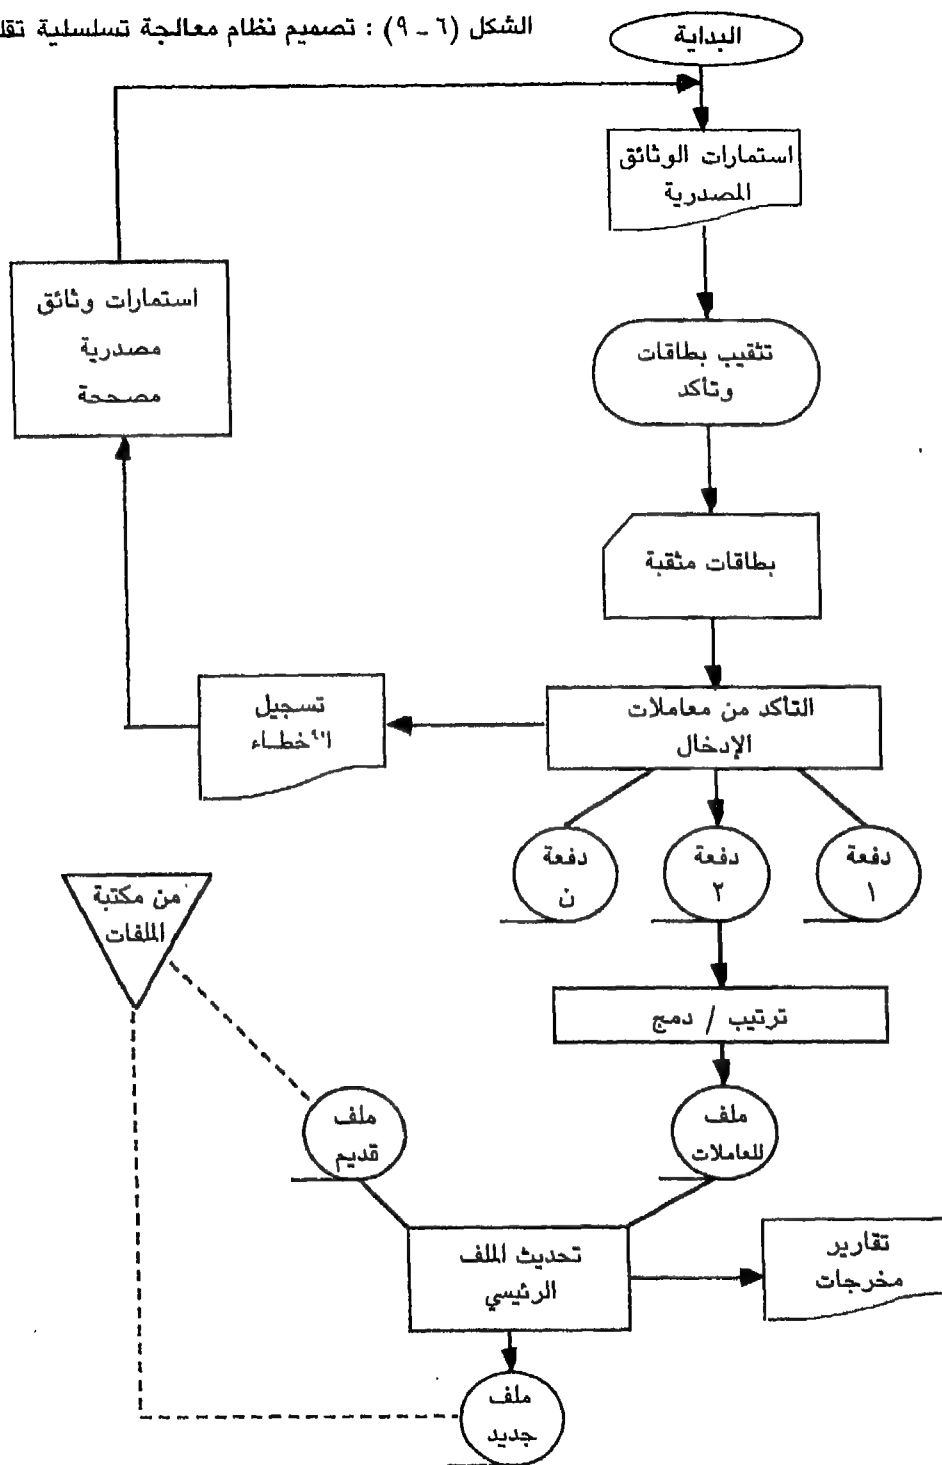 الشكل (٦ - ٩) : تصميم نظام معالجة تسلسلية
البداية
استمارات الوثائق
المصدرية
تثقيب بطاقات
وتأكد
بطاقات مثقبة
التأكد من معاملات
الإدخال
تسجيل
الأخطاء
استمارات وثائق
مصدرية
مصححة
دفعة
١
دفعة
٢
دفعة
ن
ترتيب / دمج
من مكتبة
الملفات
ملف
للعاملات
ملف
قديم
تحديث الملف
الرئيسي
تقارير
مخرجات
ملف
جديد